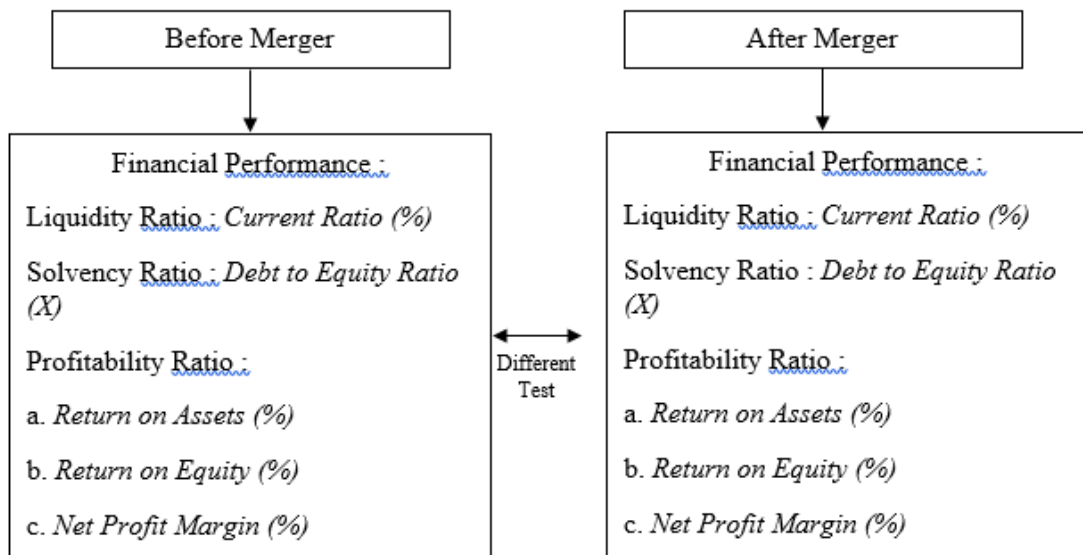 Before Merger
Financial Performance :
Liquidity Ratio : Current Ratio (%)
Solvency Ratio : Debt to Equity Ratio
(X)
Profitability Ratio :
a. Return on Assets (%)
b. Return on Equity (%)
c. Net Profit Margin (%)
Different
Test
After Merger
Financial Performance :
Liquidity Ratio : Current Ratio (%)
Solvency Ratio : Debt to Equity Ratio
(X)
Profitability Ratio :
a. Return on Assets (%)
b. Return on Equity (%)
c. Net Profit Margin (%)